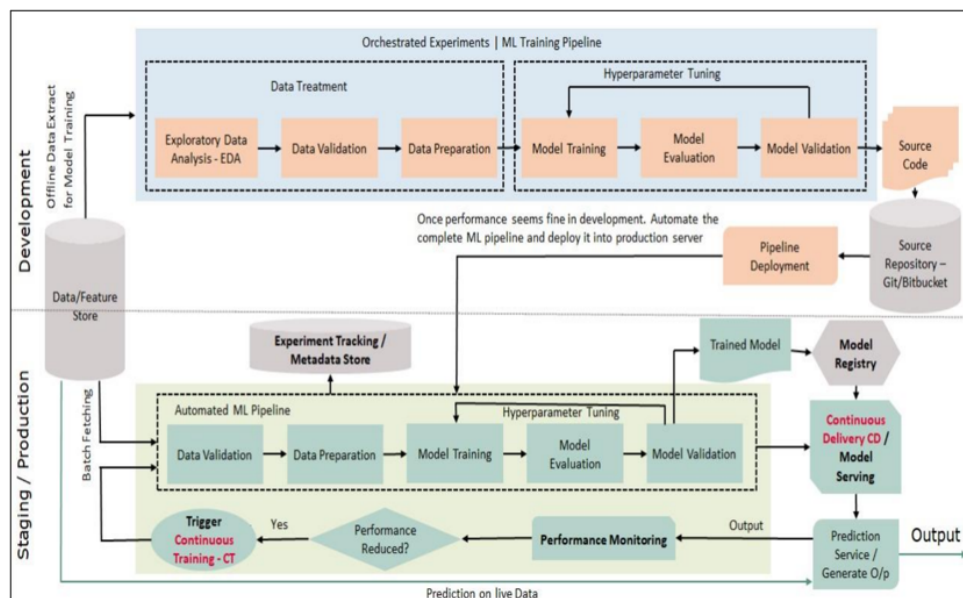 Orchestrated Experiments | ML Training Pipeline
Hyperparameter Tuning
Data Treatment
Offline Data Extract
for Model Training
Exploratory Data
Analysis - EDA
Data Validation
Data Preparation
Model Training
Model
Evaluation
Model Validation
Source
Code
Development
Once performance seems fine in development. Automate the
complete ML pipeline and deploy it into production server
Pipeline
Deployment
Source
Repository –
Git/Bitbucket
Data/Feature
Store
Experiment Tracking /
Metadata Store
Trained Model
Model
Registry
Staging / Production
Batch Fetching
Automated ML Pipeline
Hyperparameter Tuning
Data Validation
Data Preparation
Model Training
Model
Evaluation
Model Validation
Continuous
Delivery CD /
Model
Serving
Trigger
Continuous
Training - CT
Yes
Performance
Reduced?
Performance Monitoring
Output
Prediction
Service /
Generate O/p
Output
Prediction on live Data